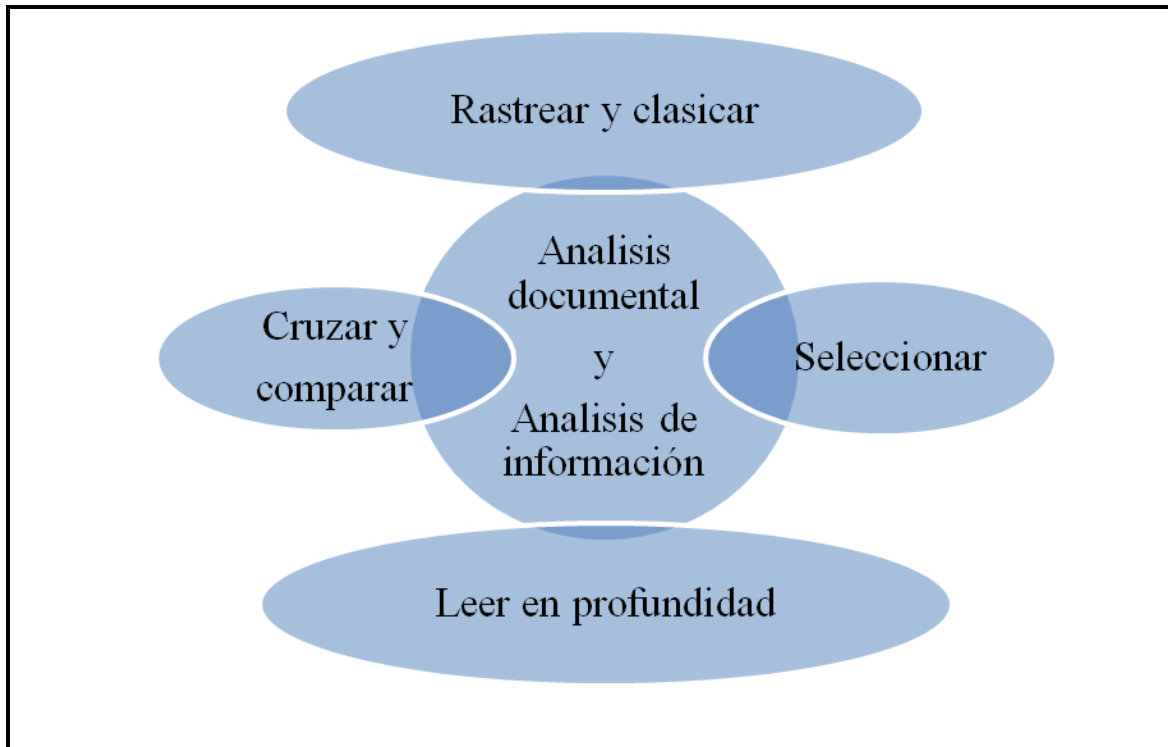 Rastrear y clasicar
Analisis
documental
y
Analisis de
información
Cruzar y
comparar
Seleccionar
Leer en profundidad